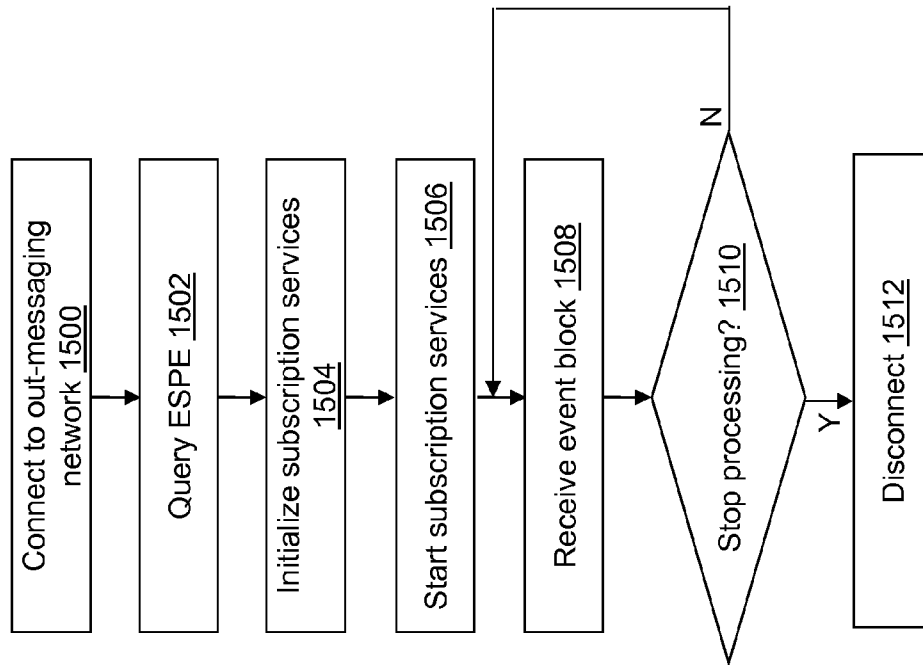 Connect to out-messaging
network 1500
Query ESPE 1502
Initialize subscription services
1504
Start subscription services 1506
Receive event block 1508
Stop processing? 1510
N
Y
Disconnect 1512